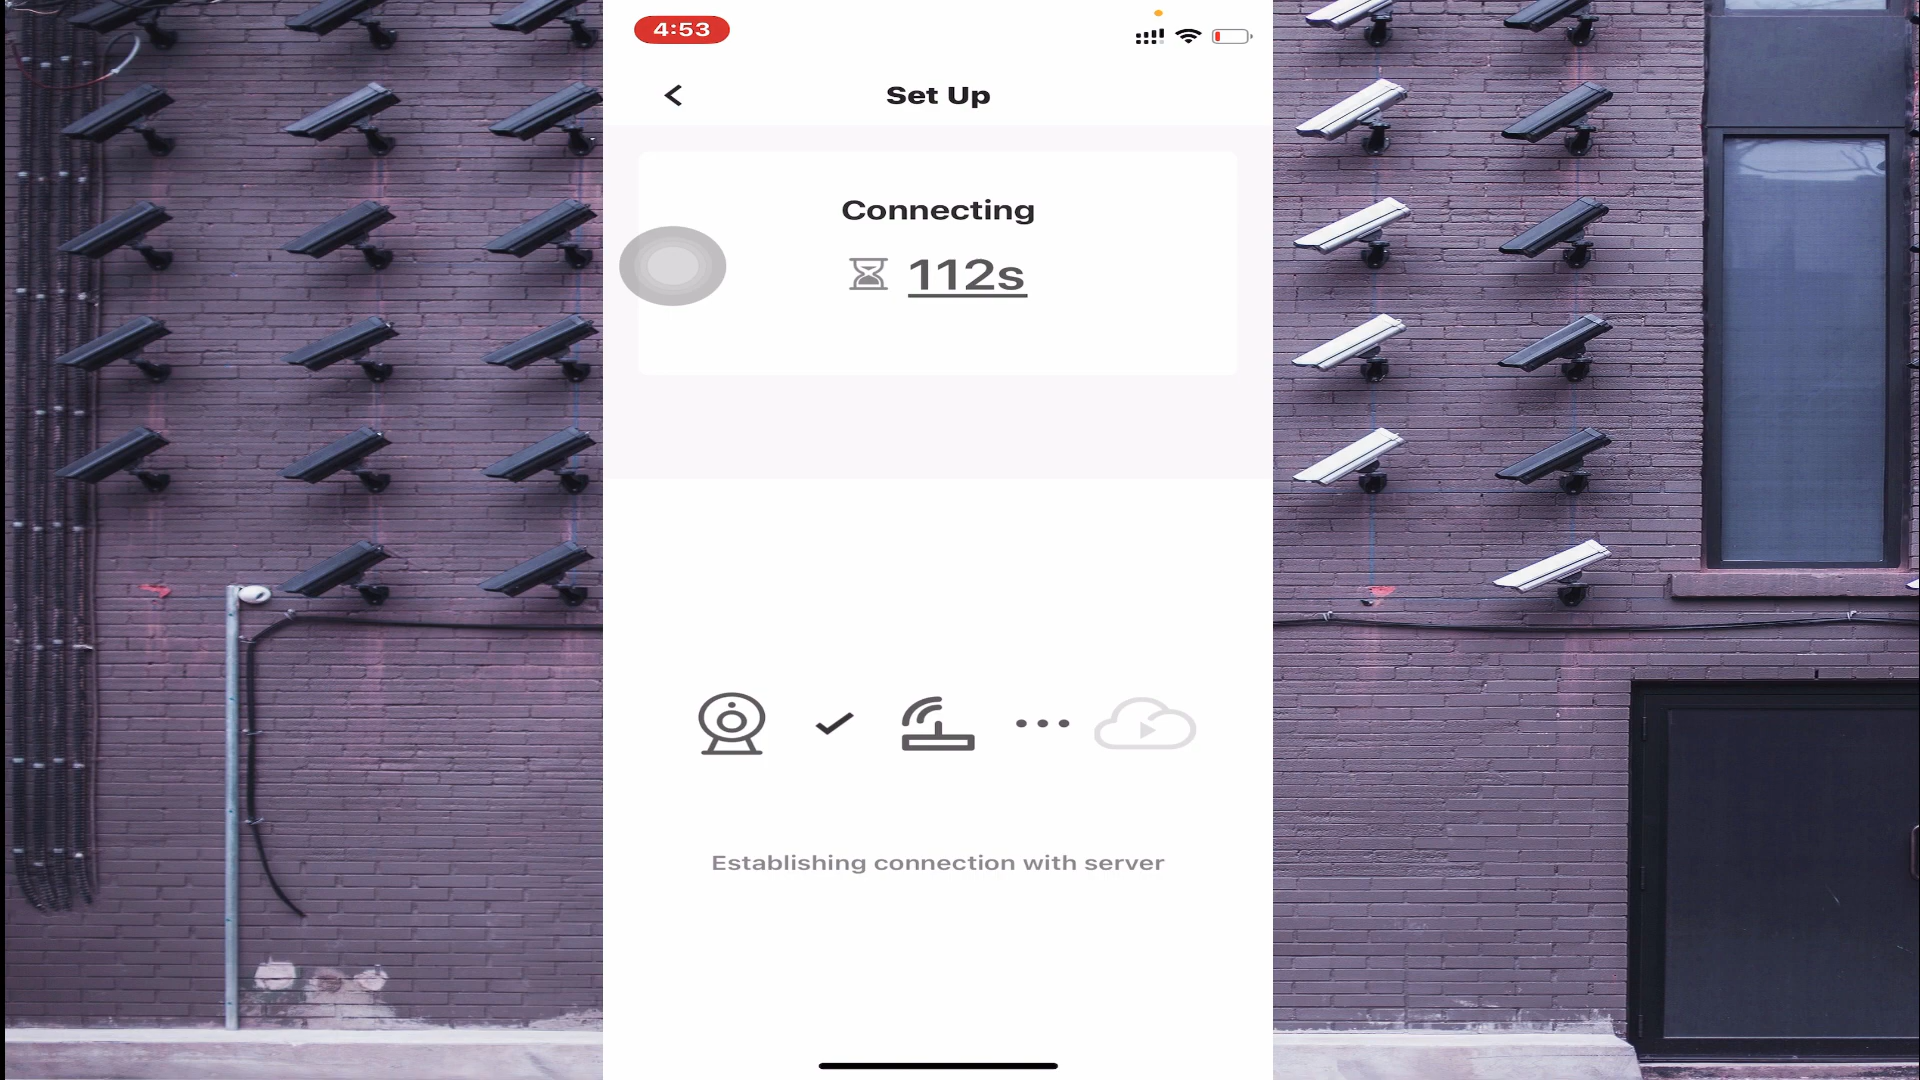 4:53
Set Up
Connecting
112s
Establishing connection with server